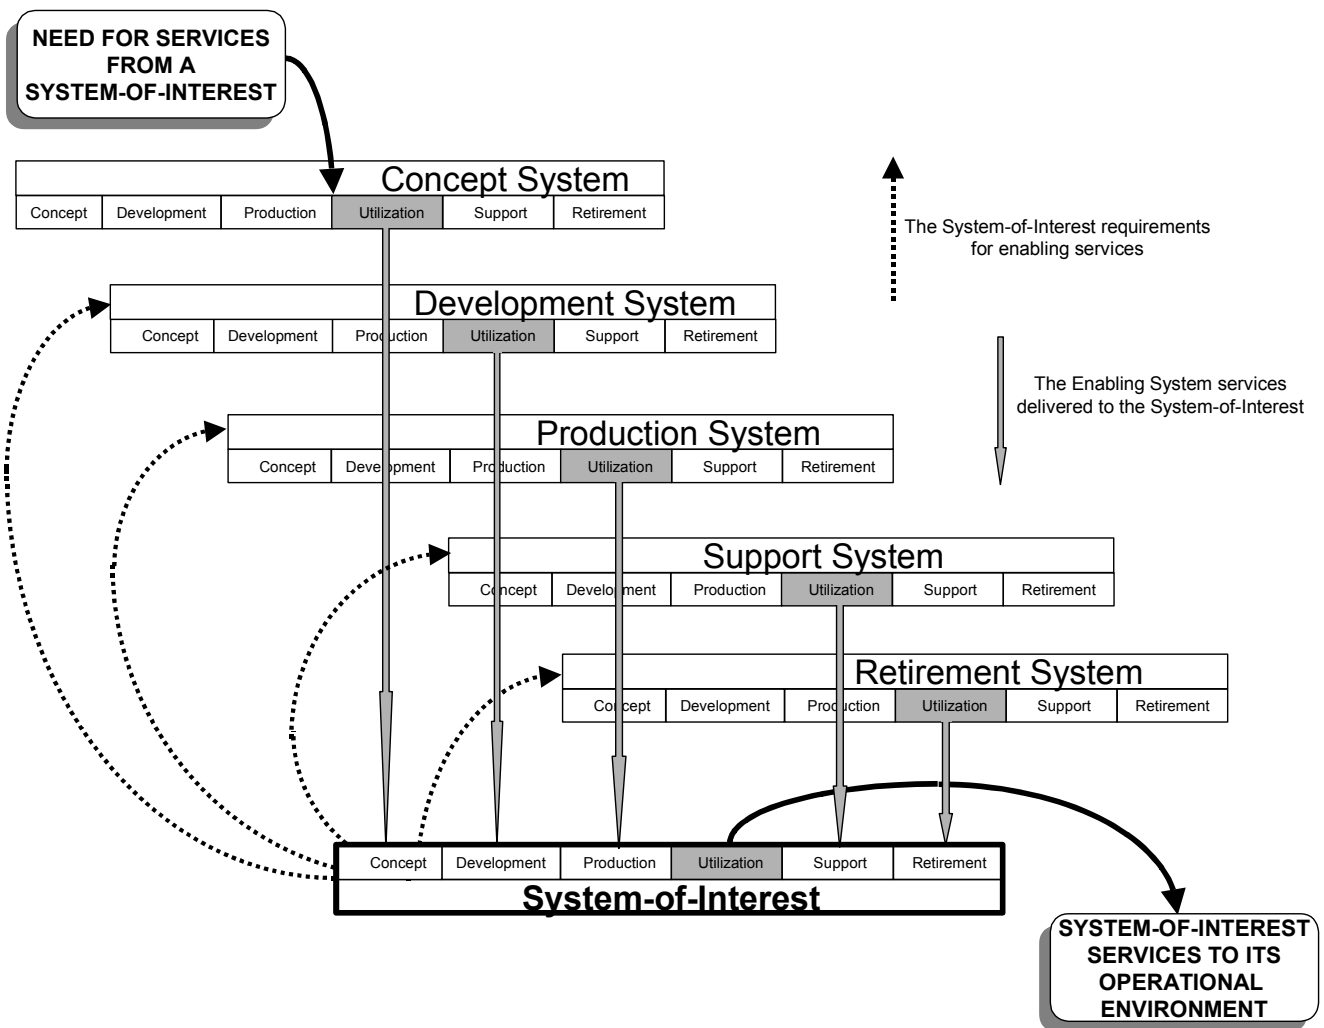 NEED FOR SERVICES
FROM A
SYSTEM-OF-INTEREST
Concept System
Concept Development Production Utilization Support Retirement
The System-of-Interest requirements
for enabling services
Development System
Concept Development Production Utilization Support Retirement
The Enabling System services
delivered to the System-of-Interest
Production System
Concept Development Production Utilization Support Retirement
Support System
Concept Development Production Utilization Support Retirement
Retirement System
Concept Development Production Utilization Support Retirement
Concept Development Production Utilization Support Retirement
System-of-Interest
SYSTEM-OF-INTEREST
SERVICES TO ITS
OPERATIONAL
ENVIRONMENT